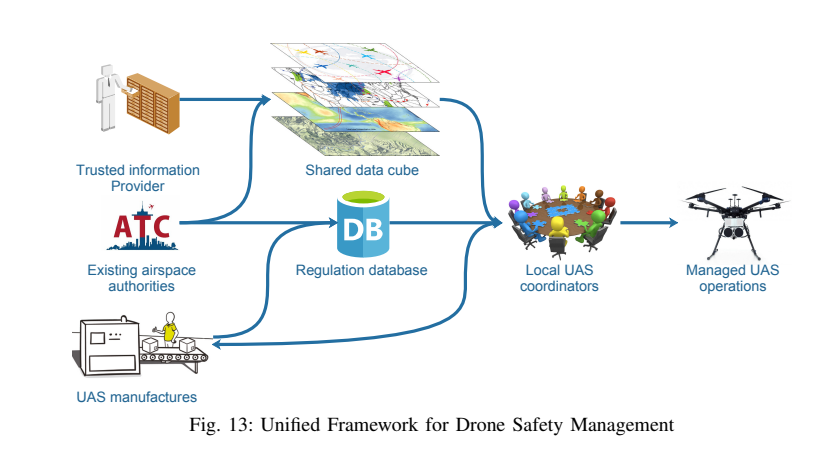 Trusted information
Provider
Shared data cube
ATC
DB
Existing airspace
authorities
Regulation database
Local UAS
coordinators
Managed UAS
operations
UAS manufactures
Fig. 13: Unified Framework for Drone Safety Management